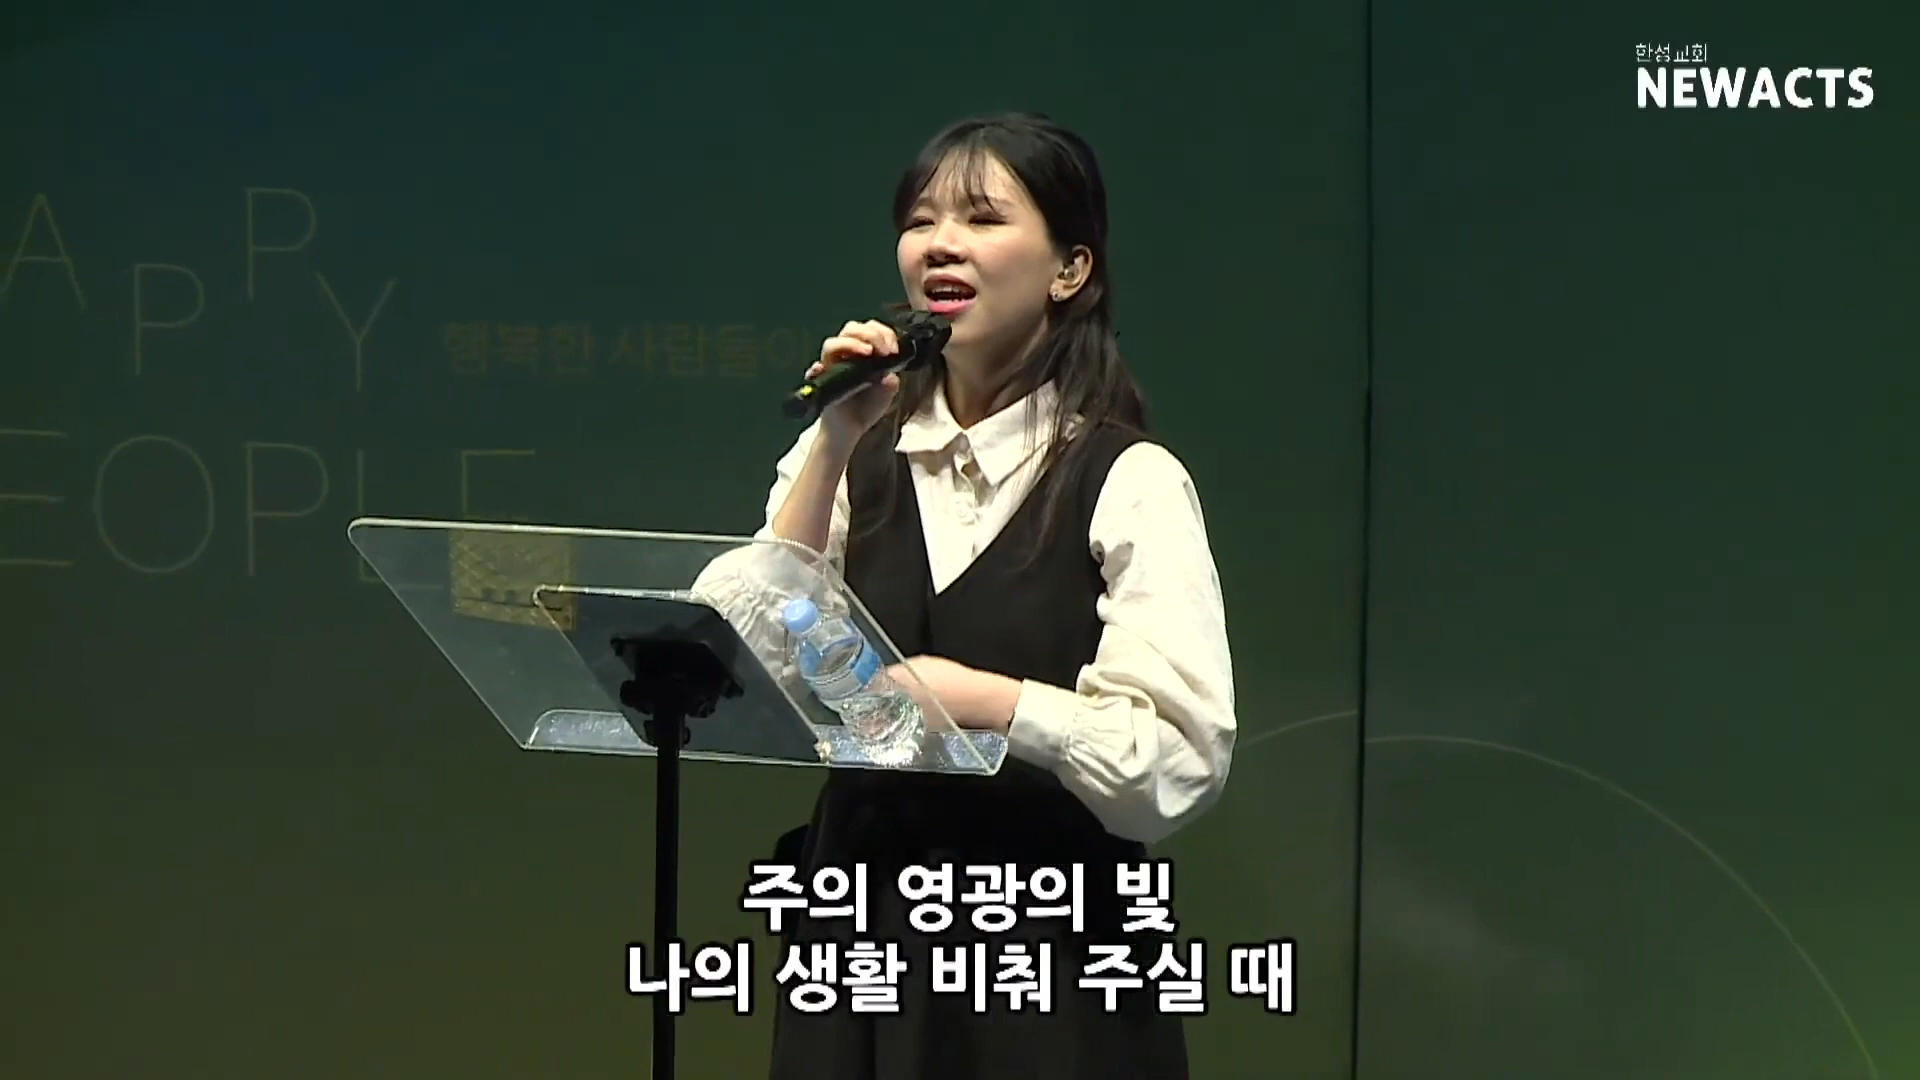 한성교회
NEWACTS
APPY
행복한 사람들이
EOPLE
주의 영광의 빛
나의 생활 비춰 주실 때